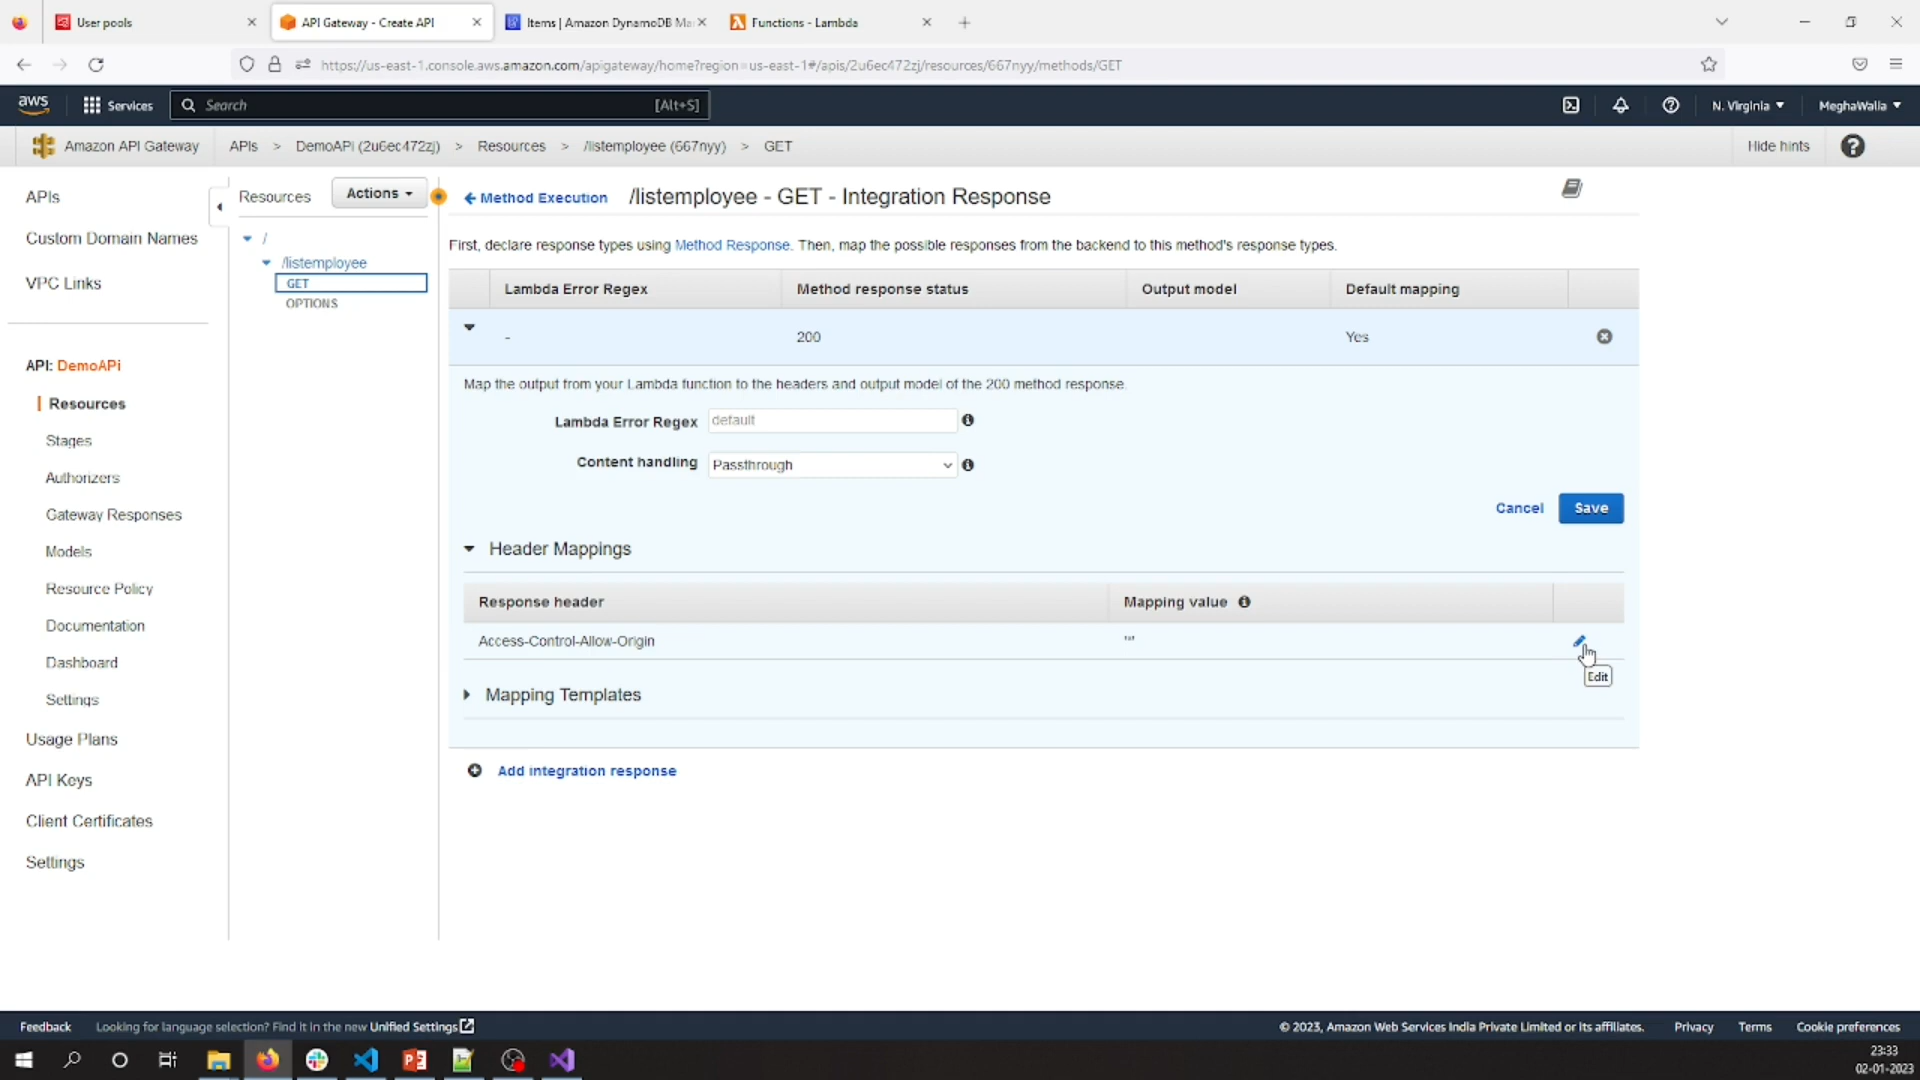 User pools
API Gateway - Create API
Items | Amazon DynamoDB Ma
Functions - Lambda
https://us-east-1.console.aws.amazon.com/apigateway/home?region=us-east-1#/apis/2u6ec472zj/resources/667nyy/methods/GET
aws
Services
Search
[Alt+S]
N. Virginia
MeghaWalia
Amazon API Gateway
APIs > DemoAPI (2u6ec472zj) > Resources > /listemployee (667nyy) > GET
Hide hints
APIs
Custom Domain Names
VPC Links
API: DemoAPi
Resources
Stages
Authorizers
Gateway Responses
Models
Resource Policy
Documentation
Dashboard
Settings
Usage Plans
API Keys
Client Certificates
Settings
Resources
Actions
/
/listemployee
GET
OPTIONS
Method Execution
/listemployee - GET - Integration Response
First, declare response types using Method Response. Then, map the possible responses from the backend to this method's response types.
Lambda Error Regex
Method response status
Output model
Default mapping
-
200
Yes
Map the output from your Lambda function to the headers and output model of the 200 method response.
Lambda Error Regex
default
Content handling
Passthrough
Cancel
Save
Header Mappings
Response header
Mapping value
Access-Control-Allow-Origin
'*'
Edit
Mapping Templates
Add integration response
Feedback
Looking for language selection? Find it in the new Unified Settings
© 2023, Amazon Web Services India Private Limited or its affiliates.
Privacy
Terms
Cookie preferences
23:33
02-01-2023